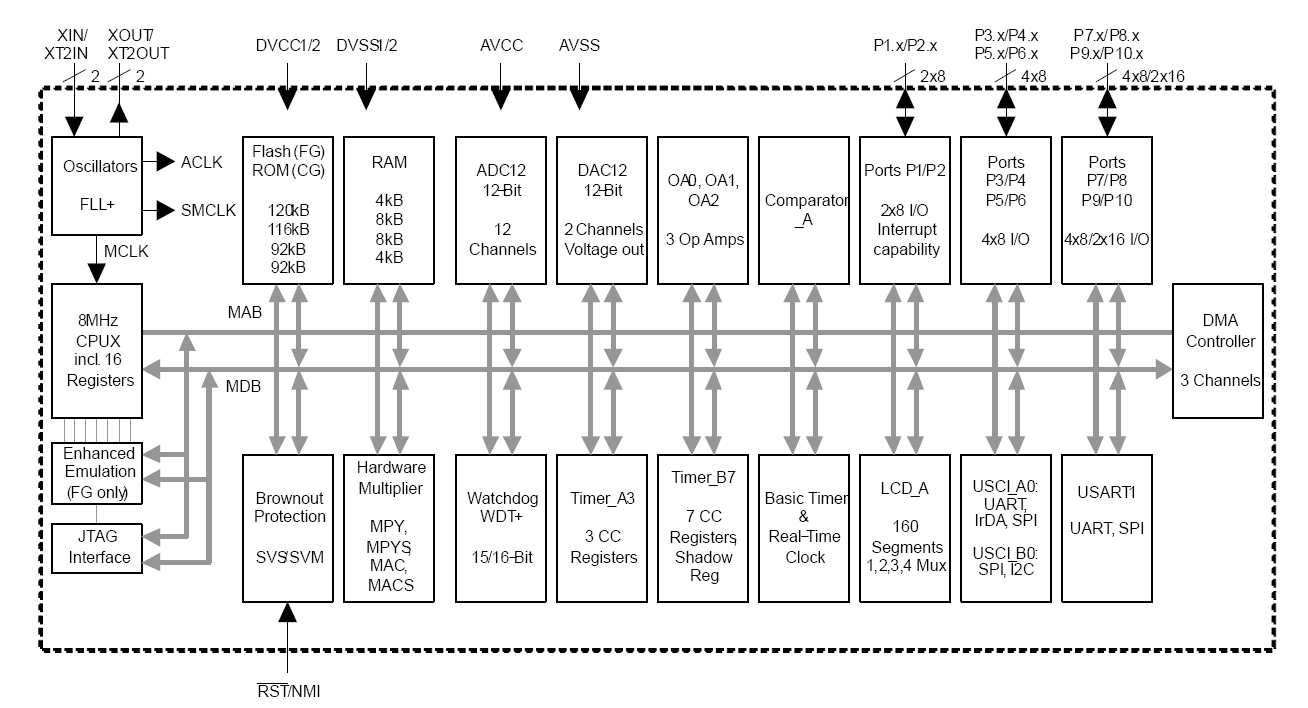 XIN/
XT2IN
XOUT/
XT2OUT
2
2
DVCC1/2
DVSS1/2
AVCC
AVSS
P1.x/P2.x
2x8
P3.x/P4.x
P5.x/P6.x
4x8
P7.x/P8.x
P9.x/P10.x
4x8/2x16
Oscillators
FLL+
ACLK
SMCLK
MCLK
Flash (FG)
ROM (CG)
120kB
116kB
92kB
92kB
RAM
4kB
8kB
8kB
4kB
ADC12
12-Bit
12
Channels
DAC12
12-Bit
2 Channels
Voltage out
OA0, OA1,
OA2
3 Op Amps
Comparator
_A
Ports P1/P2
2x8 I/O
Interrupt
capability
Ports
P3/P4
P5/P6
4x8 I/O
Ports
P7/P8
P9/P10
4x8/2x16 I/O
8MHz
CPUX
incl. 16
Registers
MAB
MDB
DMA
Controller
3 Channels
Enhanced
Emulation
(FG only)
JTAG
Interface
Brownout
Protection
SVS/SVM
Hardware
Multiplier
MPY,
MPYS,
MAC,
MACS
Watchdog
WDT+
15/16-Bit
Timer_A3
3 CC
Registers
Timer_B7
7 CC
Registers,
Shadow
Reg
Basic Timer
&
Real-Time
Clock
LCD_A
160
Segments
1,2,3,4 Mux
USCI_A0:
UART,
IrDA, SPI
USCI_B0:
SPI, I2C
USART1
UART, SPI
RST/NMI